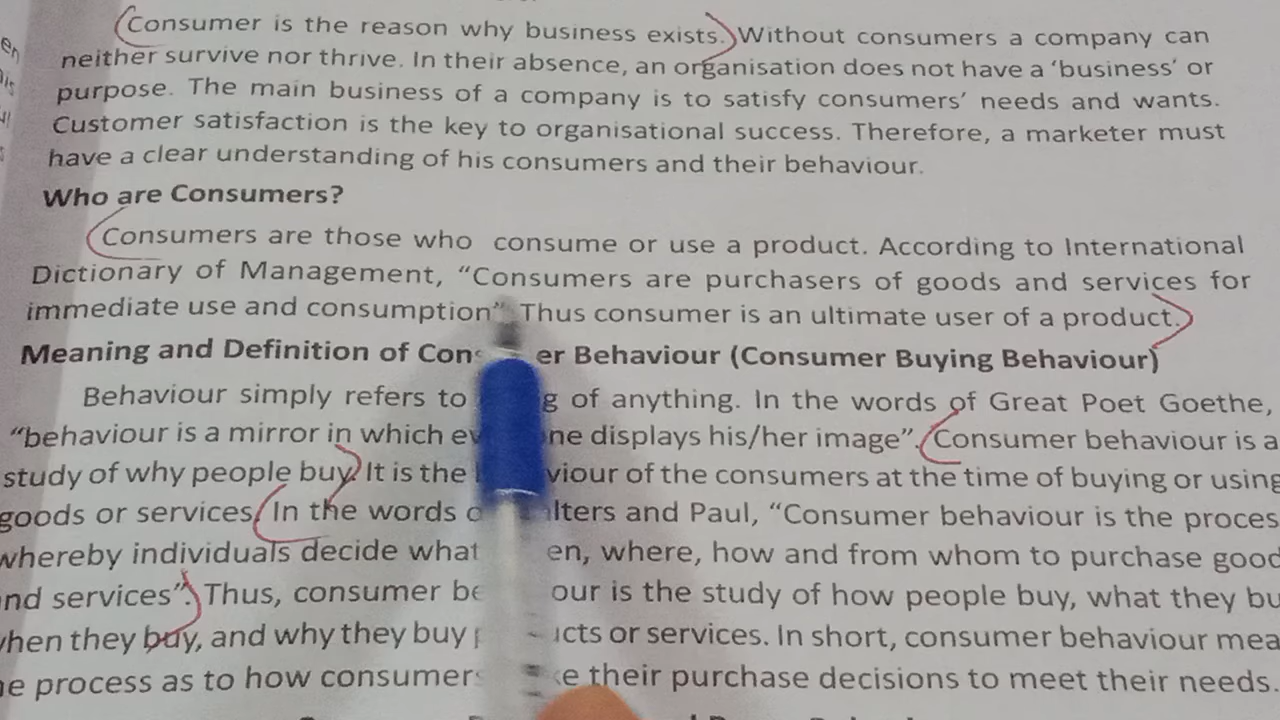 Consumer is the reason why business exists. Without consumers a company can
neither survive nor thrive. In their absence, an organisation does not have a ‘business’ or
purpose. The main business of a company is to satisfy consumers’ needs and wants.
Customer satisfaction is the key to organisational success. Therefore, a marketer must
have a clear understanding of his consumers and their behaviour.
Who are Consumers?
Consumers are those who consume or use a product. According to International
Dictionary of Management, “Consumers are purchasers of goods and services for
immediate use and consumption” Thus consumer is an ultimate user of a product.
Meaning and Definition of Con er Behaviour (Consumer Buying Behaviour)
Behaviour simply refers to g of anything. In the words of Great Poet Goethe,
“behaviour is a mirror in which ev ne displays his/her image”. Consumer behaviour is a
study of why people buy. It is the viour of the consumers at the time of buying or using
goods or services. In the words o lters and Paul, “Consumer behaviour is the proces
whereby individuals decide what en, where, how and from whom to purchase good
nd services”. Thus, consumer be our is the study of how people buy, what they bu
when they buy, and why they buy p ucts or services. In short, consumer behaviour mea
e process as to how consumers ke their purchase decisions to meet their needs.